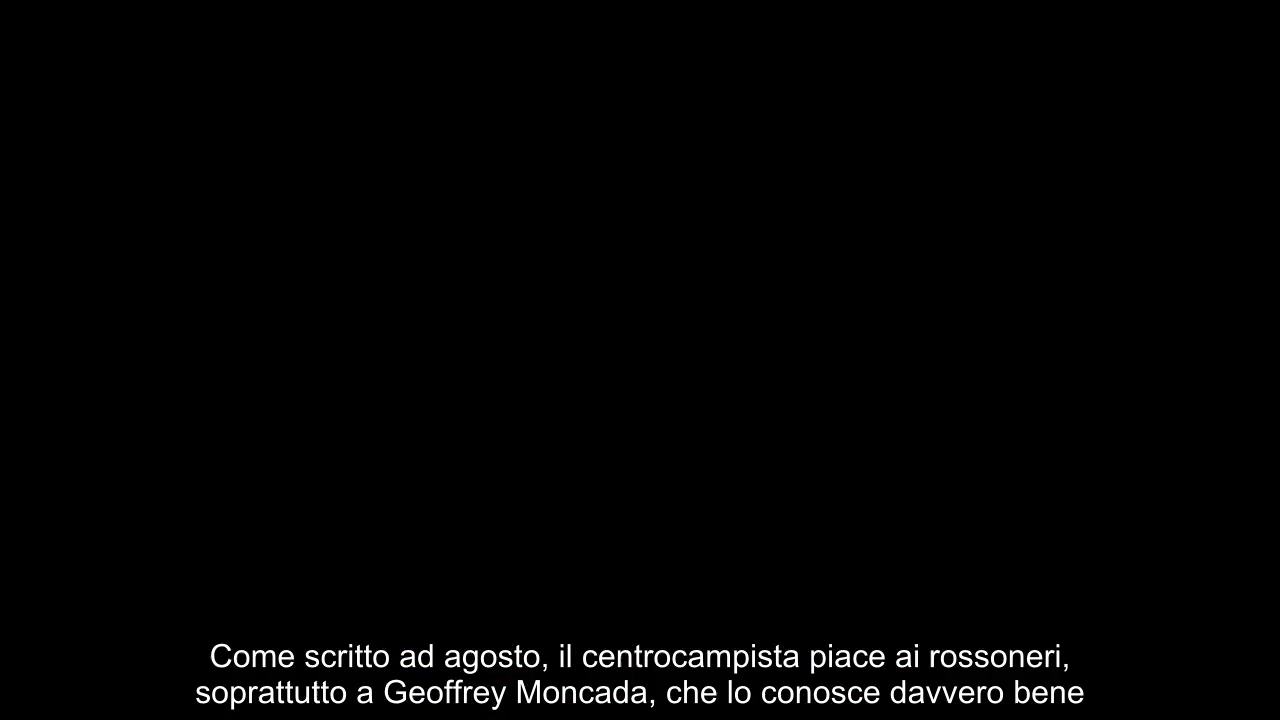 Come scritto ad agosto, il centrocampista piace ai rossoneri,
soprattutto a Geoffrey Moncada, che lo conosce davvero bene